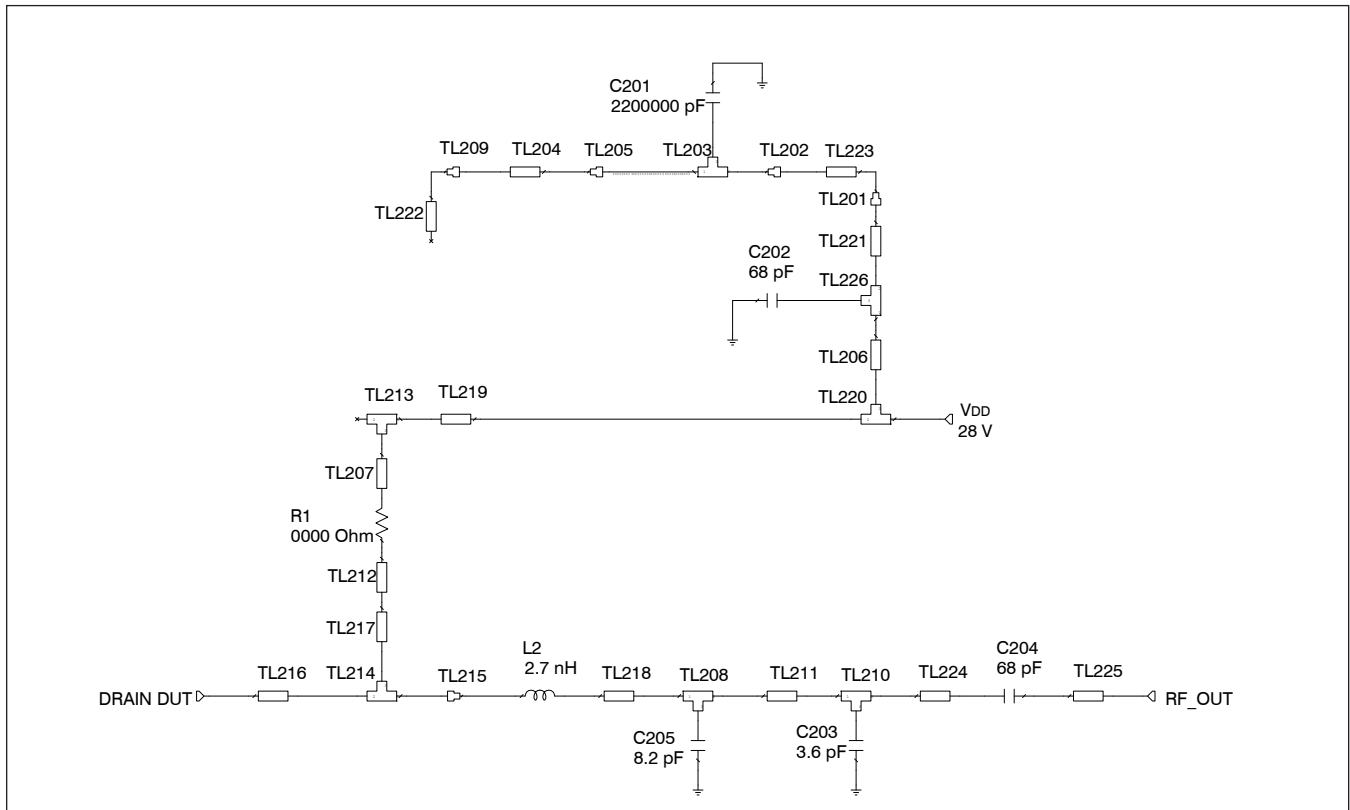 C201
2200000 pF
TL209
TL204
TL205
TL203
TL202
TL223
TL201
TL222
TL221
C202
68 pF
TL226
TL206
TL220
TL213
TL219
VDD
28 V
TL207
R1
0000 Ohm
TL212
TL217
DRAIN DUT
TL216
TL214
TL215
L2
2.7 nH
TL218
TL208
TL211
TL210
TL224
C204
68 pF
TL225
RF_OUT
C205
8.2 pF
C203
3.6 pF